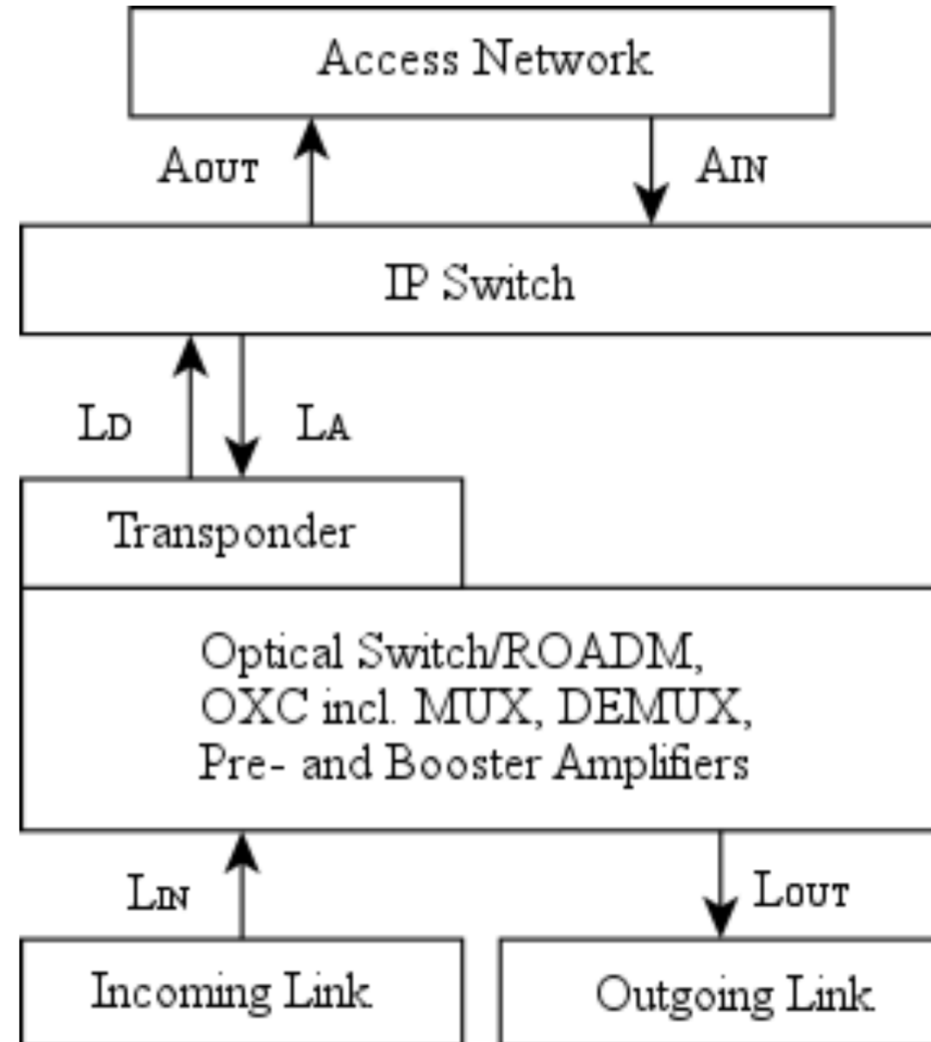 Access Network
AOUT
AIN
IP Switch
LD
LA
Transponder
Optical Switch/ROADM,
OXC incl. MUX, DEMUX,
Pre- and Booster Amplifiers
LIN
LOUT
Incoming Link
Outgoing Link